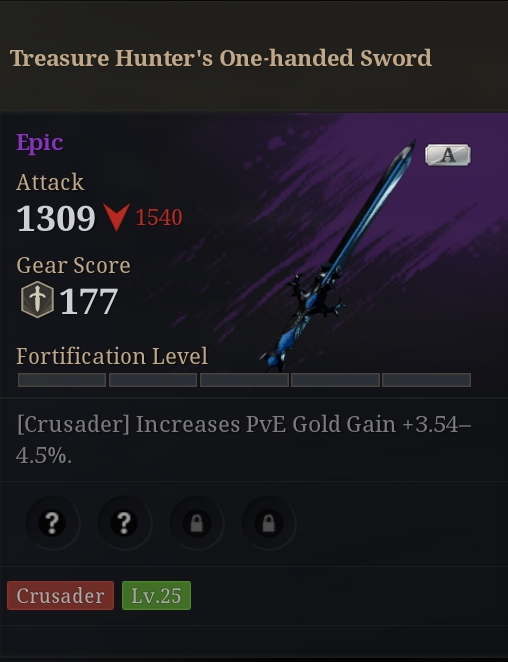 Treasure Hunter's One-handed Sword
Epic
A
Attack
1309 1540
Gear Score
177
Fortification Level
[Crusader] Increases PvE Gold Gain +3.54–
4.5%.
? ?
Crusader Lv.25